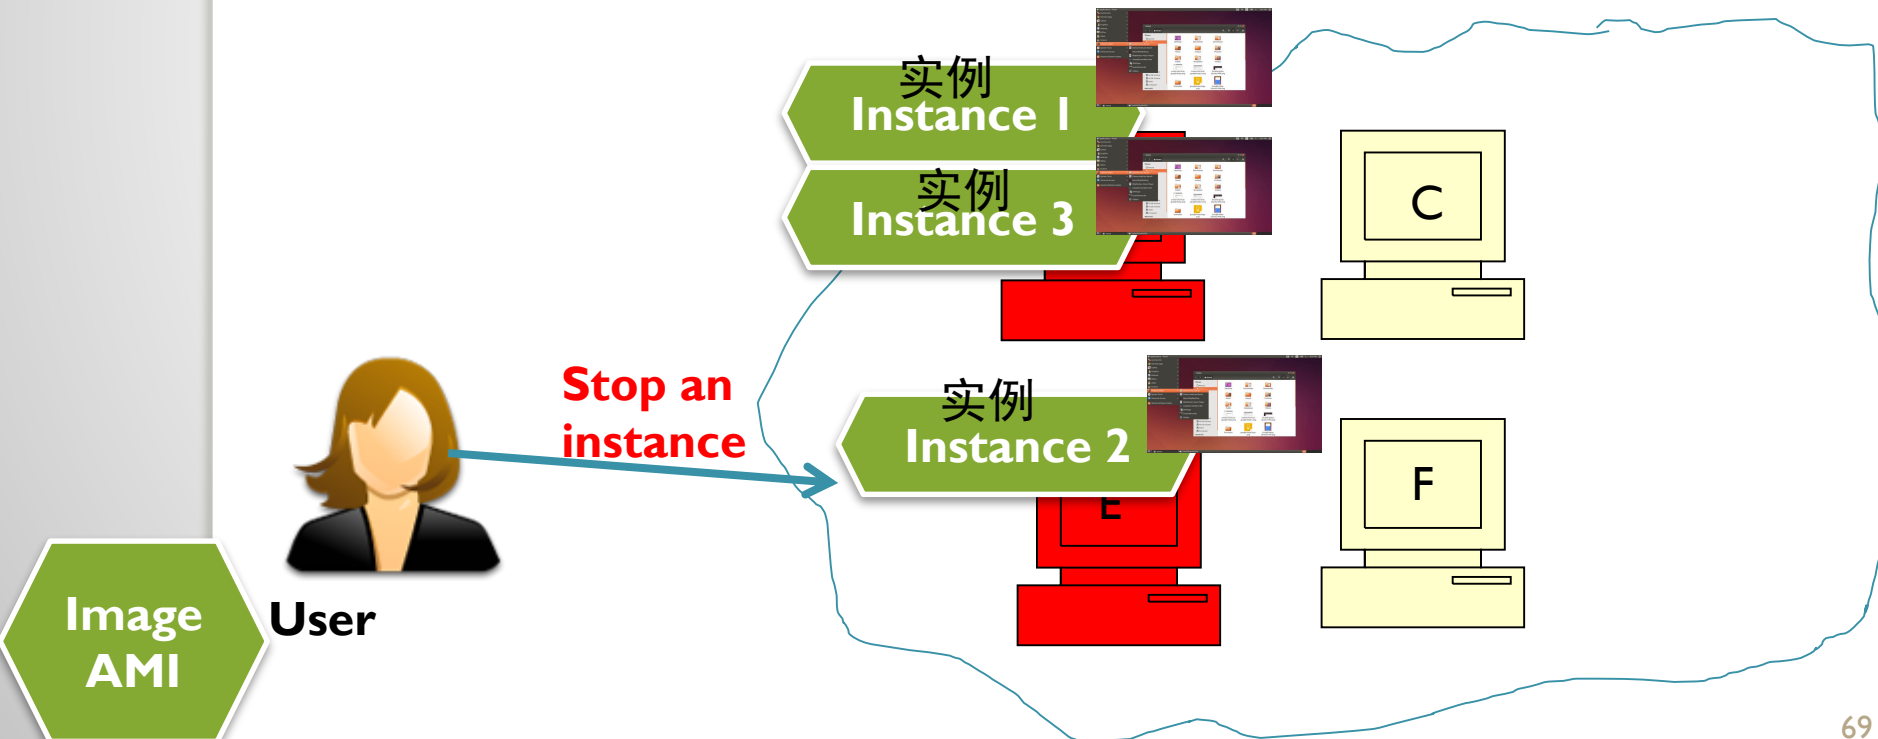 实例
Instance 1
实例
Instance 3
C
Stop an
instance
实例
Instance 2
E
F
Image
AMI
User
69